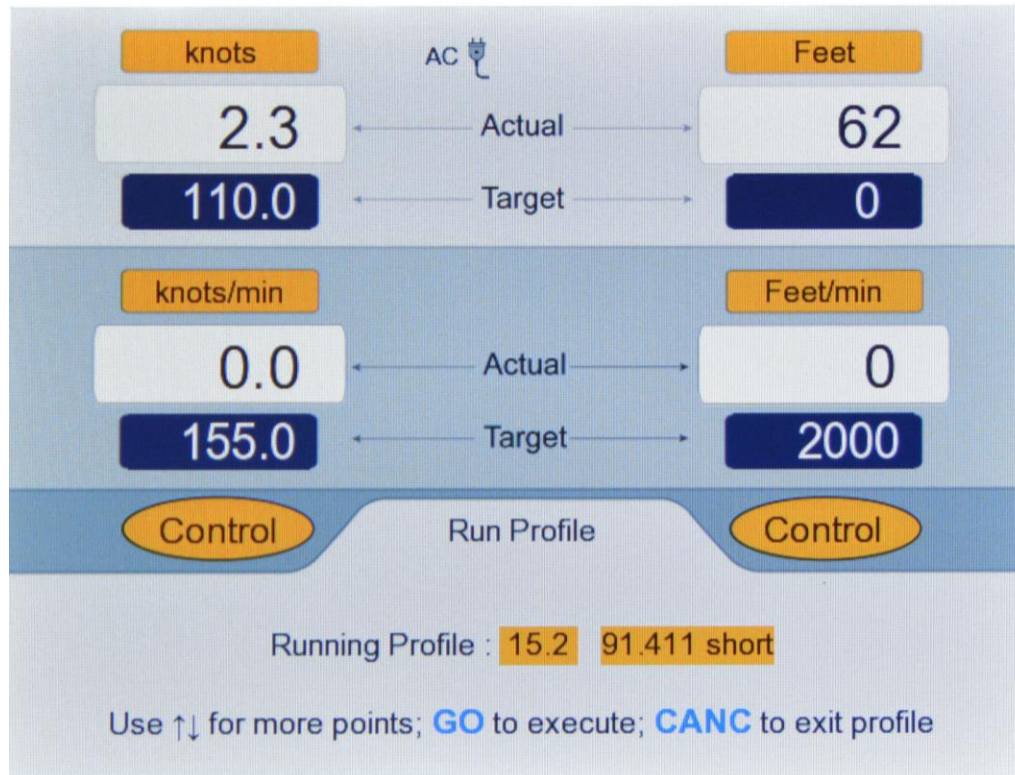 knots AC Feet
2.3 Actual 62
110.0 Target 0
knots/min Feet/min
0.0 Actual 0
155.0 Target 2000
Control Run Profile Control
Running Profile : 15.2 91.411 short
Use ↑↓ for more points; GO to execute; CANC to exit profile